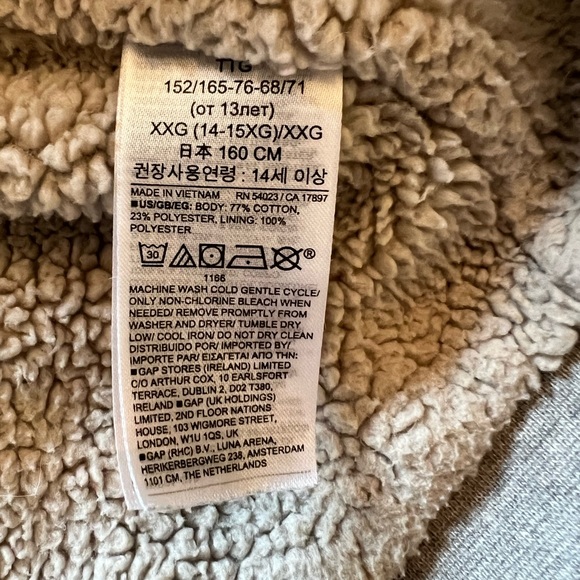 TTG
152/165-76-68/71
(от 13лет)
XXG (14-15XG)/XXG
日本 160 CM
권장사용연령 : 14세 이상
MADE IN VIETNAM RN 54023 / CA 17897
■US/GB/EG: BODY: 77% COTTON,
23% POLYESTER, LINING: 100%
POLYESTER
30 ®
1186
MACHINE WASH COLD GENTLE CYCLE/
ONLY NON-CHLORINE BLEACH WHEN
NEEDED/ REMOVE PROMPTLY FROM
WASHER AND DRYER/ TUMBLE DRY
LOW/ COOL IRON/ DO NOT DRY CLEAN
DISTRIBUIDO POR/ IMPORTED BY/
IMPORTE PAR/ ΕΙΣΑΓΕΤΑΙ ΑΠΟ ΤΗΝ:
■GAP STORES (IRELAND) LIMITED
C/O ARTHUR COX, 10 EARLSFORT
TERRACE, DUBLIN 2, D02 T380,
IRELAND ■GAP (UK HOLDINGS)
LIMITED, 2ND FLOOR NATIONS
HOUSE, 103 WIGMORE STREET,
LONDON, W1U 1QS, UK
■GAP (RHC) B.V., LUNA ARENA,
HERIKERBERGWEG 238, AMSTERDAM
1101 CM, THE NETHERLANDS